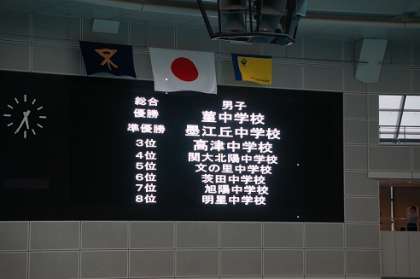 総合 男子
優勝 菫中学校
準優勝 墨江丘中学校
3位 高津中学校
4位 関大北陽中学校
5位 文の里中学校
6位 茨田中学校
7位 旭陽中学校
8位 明星中学校